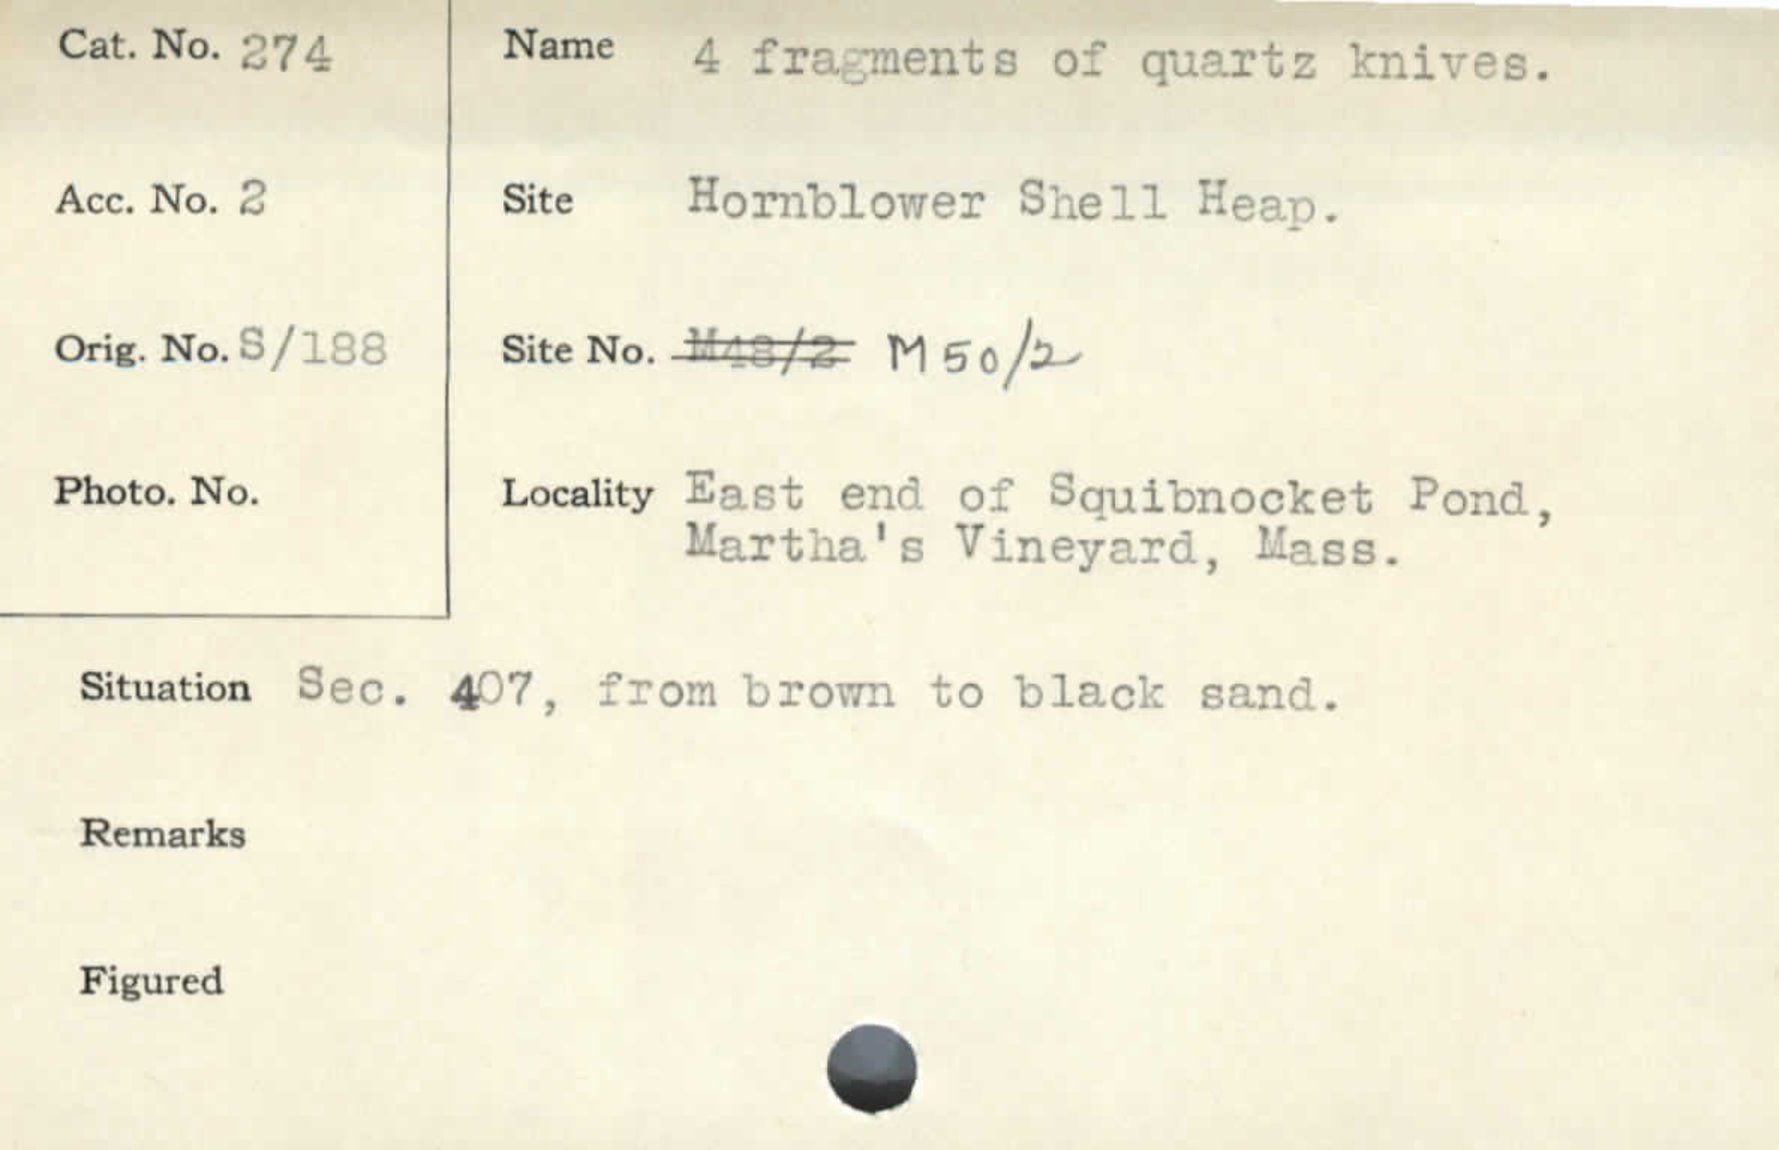 Cat. No. 274
Name 4 fragments of quartz knives.
Acc. No. 2
Site Hornblower Shell Heap.
Orig. No. S/188
Site No. M48/2 M50/2
Photo. No.
Locality East end of Squibnocket Pond,
Martha's Vineyard, Mass.
Situation Sec. 407, from brown to black sand.
Remarks
Figured